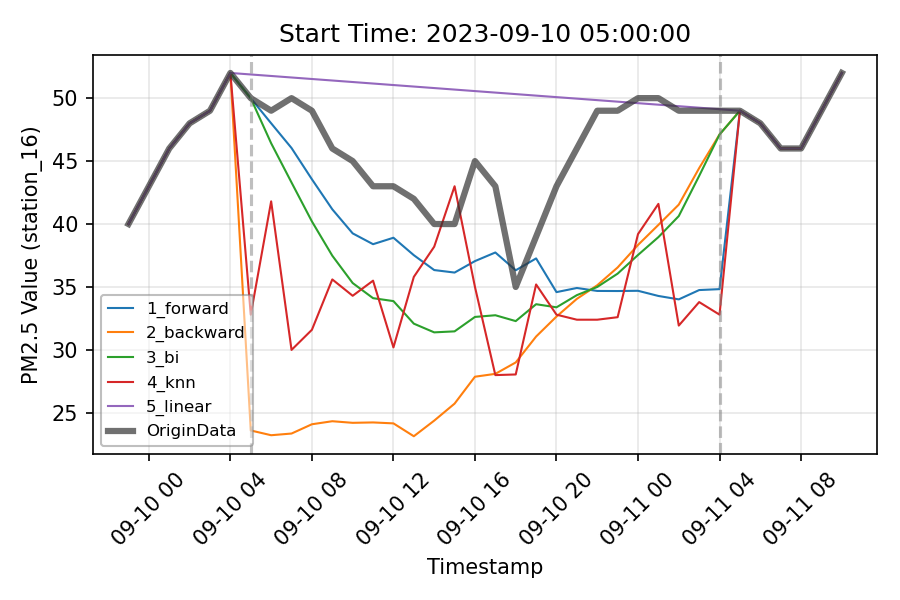 Start Time: 2023-09-10 05:00:00
PM2.5 Value (station_16)
50
45
40
35
30
25
1_forward
2_backward
3_bi
4_knn
5_linear
OriginData
09-10 00
09-10 04
09-10 08
09-10 12
09-10 16
09-10 20
09-11 00
09-11 04
09-11 08
Timestamp